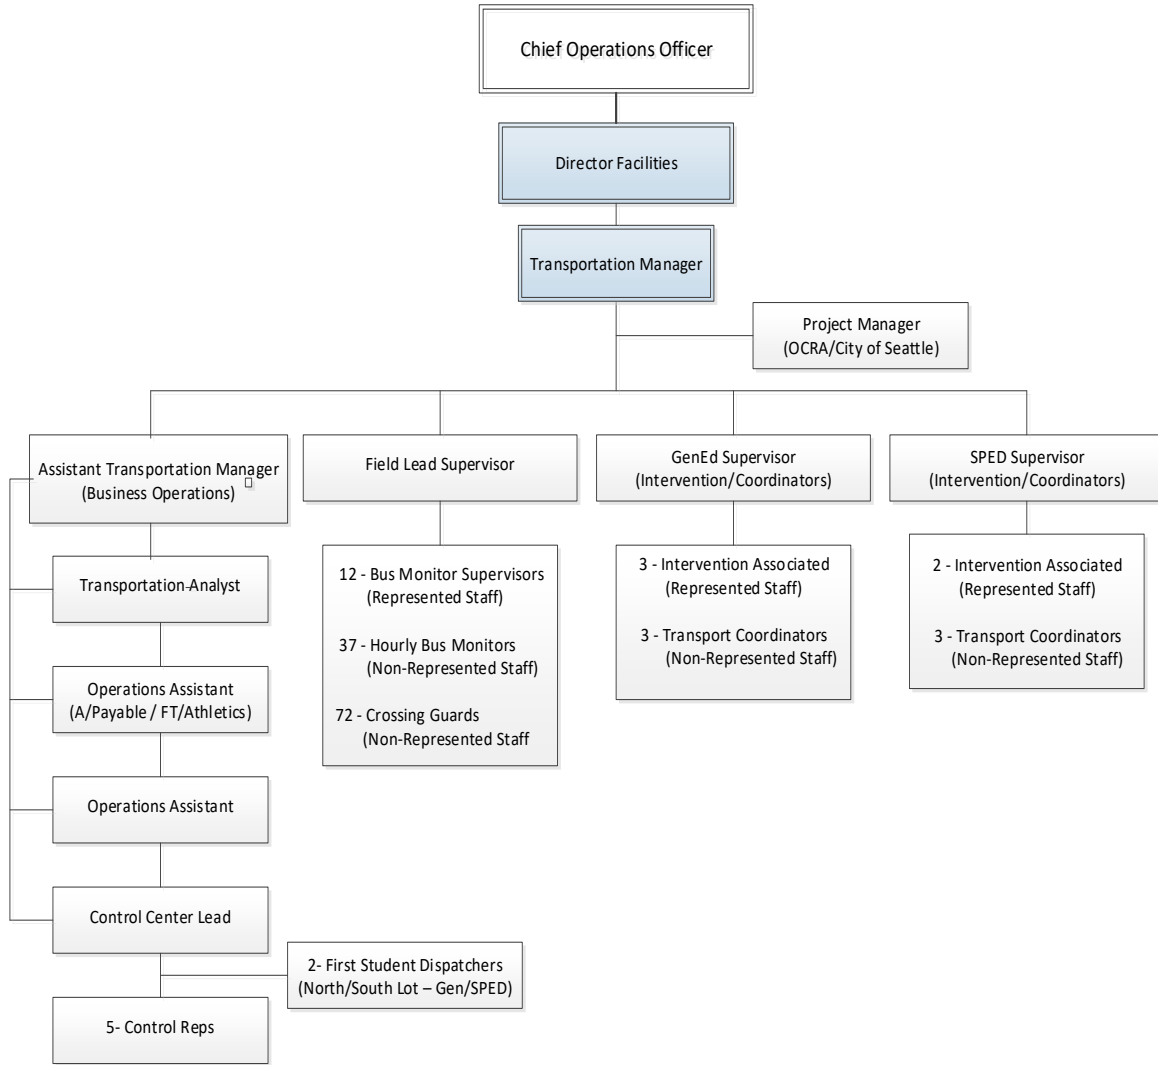 Chief Operations Officer
Director Facilities
Transportation Manager
Project Manager
(OCRA/City of Seattle)
Assistant Transportation Manager
(Business Operations)
Field Lead Supervisor
GenEd Supervisor
(Intervention/Coordinators)
SPED Supervisor
(Intervention/Coordinators)
Transportation Analyst
Operations Assistant
(A/Payable / FT/Athletics)
Operations Assistant
Control Center Lead
2- First Student Dispatchers
(North/South Lot – Gen/SPED)
5- Control Reps
12 - Bus Monitor Supervisors
(Represented Staff)
37 - Hourly Bus Monitors
(Non-Represented Staff)
72 - Crossing Guards
(Non-Represented Staff
3 - Intervention Associated
(Represented Staff)
3 - Transport Coordinators
(Non-Represented Staff)
2 - Intervention Associated
(Represented Staff)
3 - Transport Coordinators
(Non-Represented Staff)